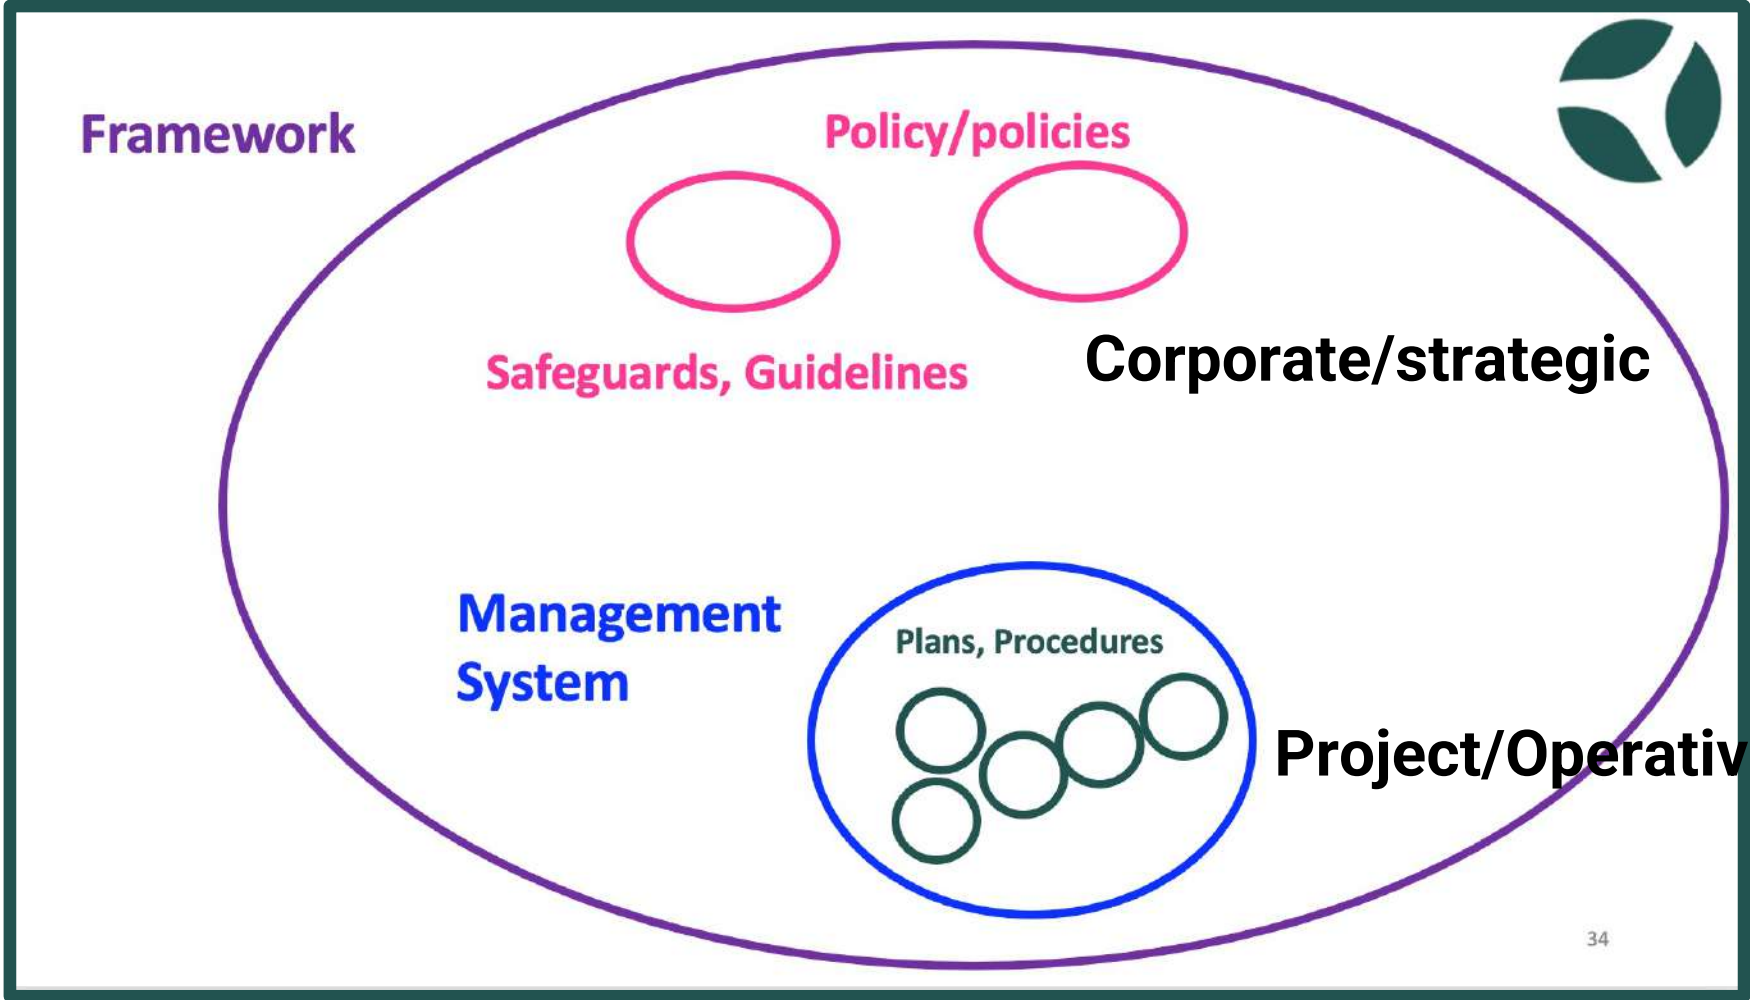 Framework
Policy/policies
Safeguards, Guidelines
Corporate/strategic
Management
System
Plans, Procedures
Project/Operativ
34